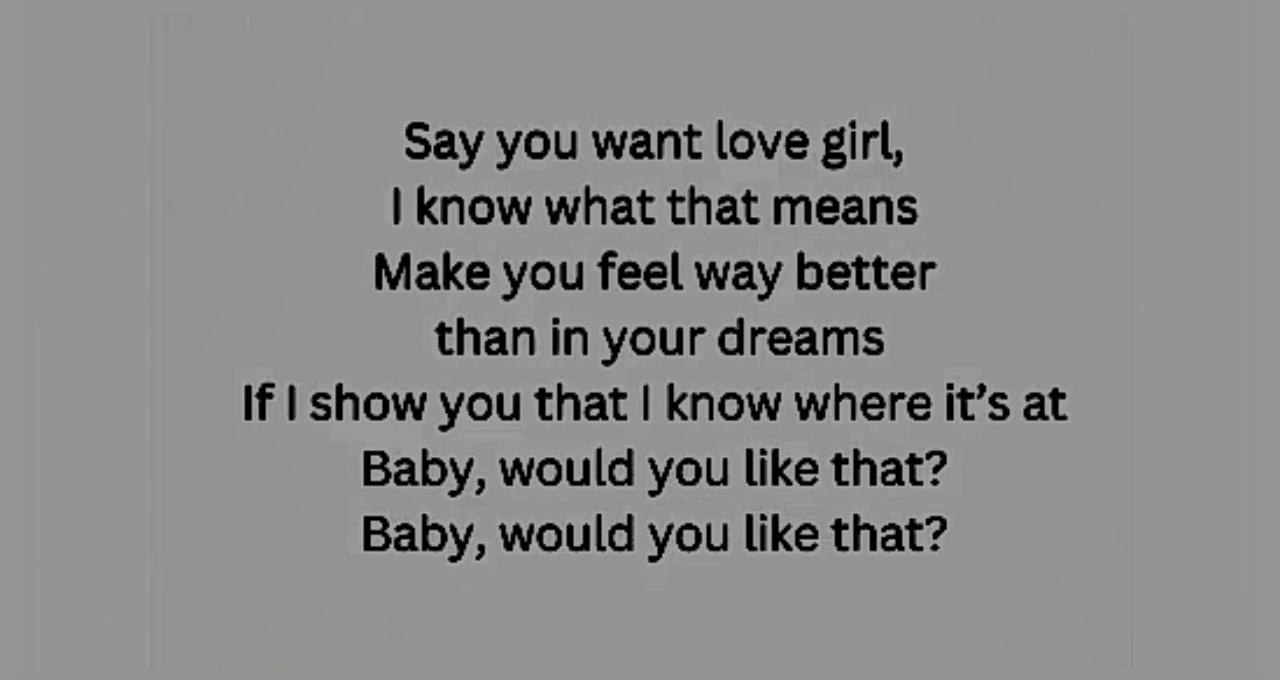 Say you want love girl,
I know what that means
Make you feel way better
than in your dreams
If I show you that I know where it’s at
Baby, would you like that?
Baby, would you like that?